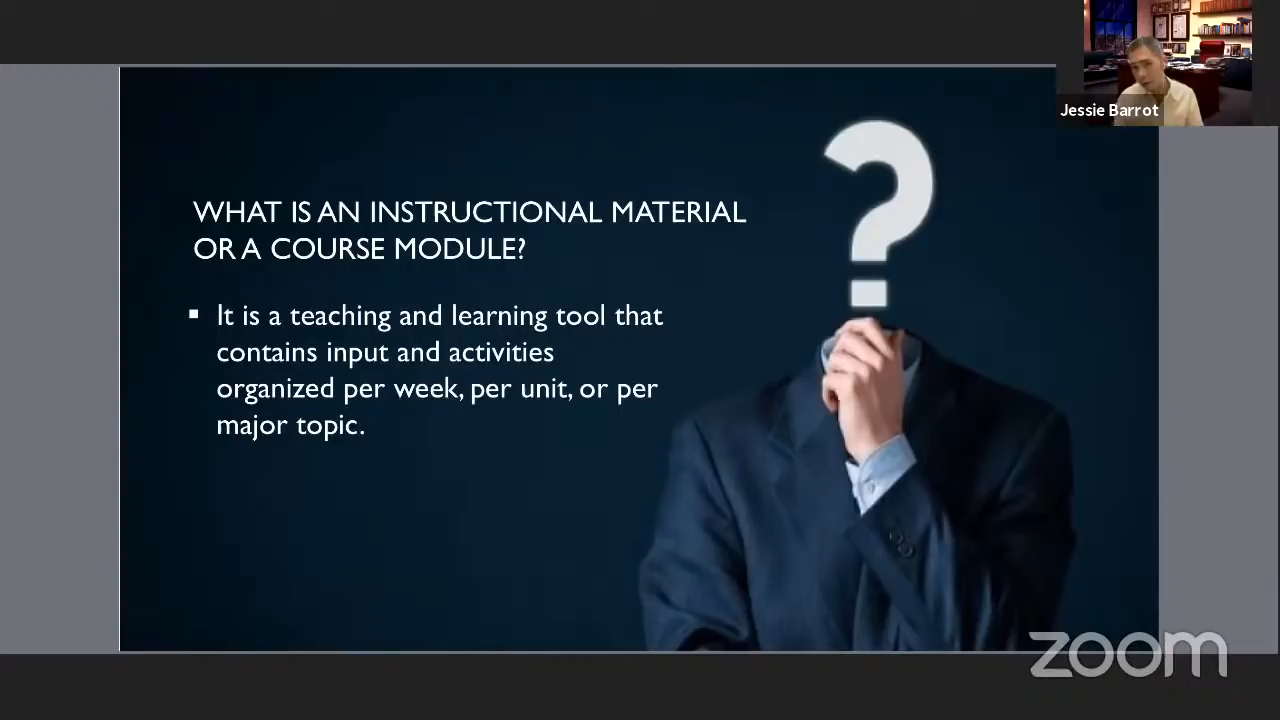 Jessie Barrot
WHAT IS AN INSTRUCTIONAL MATERIAL
OR A COURSE MODULE?
▪ It is a teaching and learning tool that
contains input and activities
organized per week, per unit, or per
major topic.
zoom